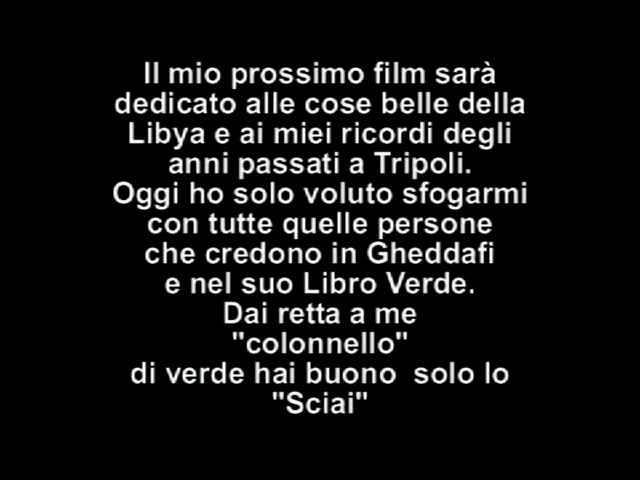 Il mio prossimo film sarà
dedicato alle cose belle della
Libya e ai miei ricordi degli
anni passati a Tripoli.
Oggi ho solo voluto sfogarmi
con tutte quelle persone
che credono in Gheddafi
e nel suo Libro Verde.
Dai retta a me
"colonnello"
di verde hai buono  solo lo
"Sciai"